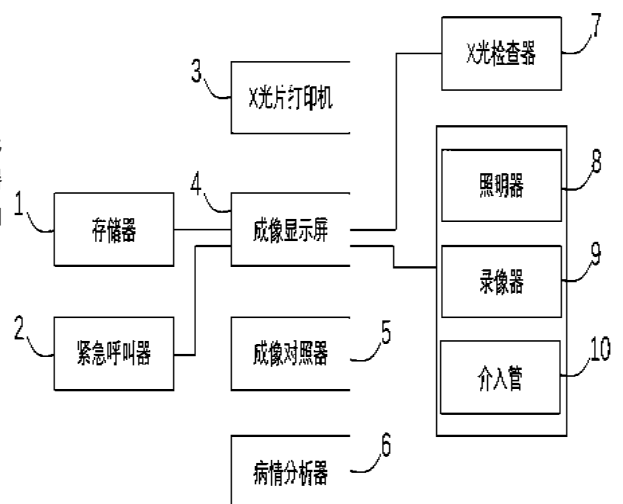 7
X光检查器
3
X光片打印机
8
照明器
1
存储器
4
成像显示屏
9
录像器
2
紧急呼叫器
5
成像对照器
10
介入管
6
病情分析器